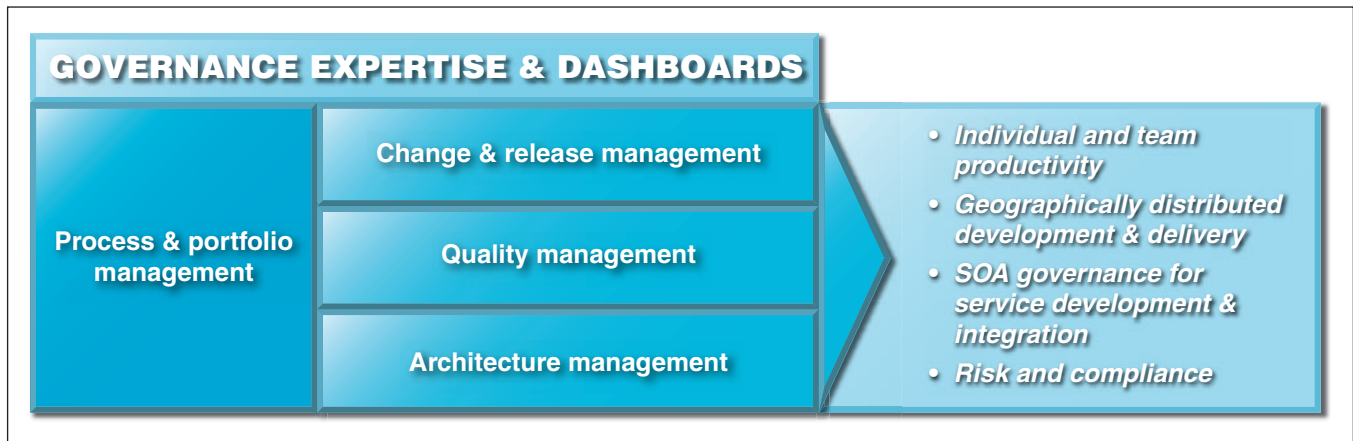 GOVERNANCE EXPERTISE & DASHBOARDS
Process & portfolio
management
Change & release management
Quality management
Architecture management
• Individual and team
productivity
• Geographically distributed
development & delivery
• SOA governance for
service development &
integration
• Risk and compliance